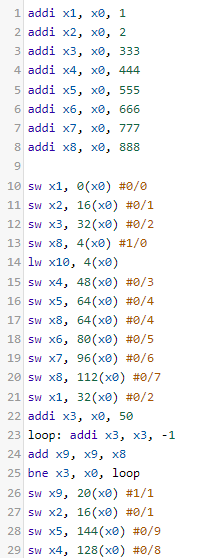 1 addi x1, x0, 1
2 addi x2, x0, 2
3 addi x3, x0, 333
4 addi x4, x0, 444
5 addi x5, x0, 555
6 addi x6, x0, 666
7 addi x7, x0, 777
8 addi x8, x0, 888
9
10 sw x1, 0(x0) #0/0
11 sw x2, 16(x0) #0/1
12 sw x3, 32(x0) #0/2
13 sw x8, 4(x0) #1/0
14 lw x10, 4(x0)
15 sw x4, 48(x0) #0/3
16 sw x5, 64(x0) #0/4
17 sw x8, 64(x0) #0/4
18 sw x6, 80(x0) #0/5
19 sw x7, 96(x0) #0/6
20 sw x8, 112(x0) #0/7
21 sw x1, 32(x0) #0/2
22 addi x3, x0, 50
23 loop: addi x3, x3, -1
24 add x9, x9, x8
25 bne x3, x0, loop
26 sw x9, 20(x0) #1/1
27 sw x2, 16(x0) #0/1
28 sw x5, 144(x0) #0/9
29 sw x4, 128(x0) #0/8